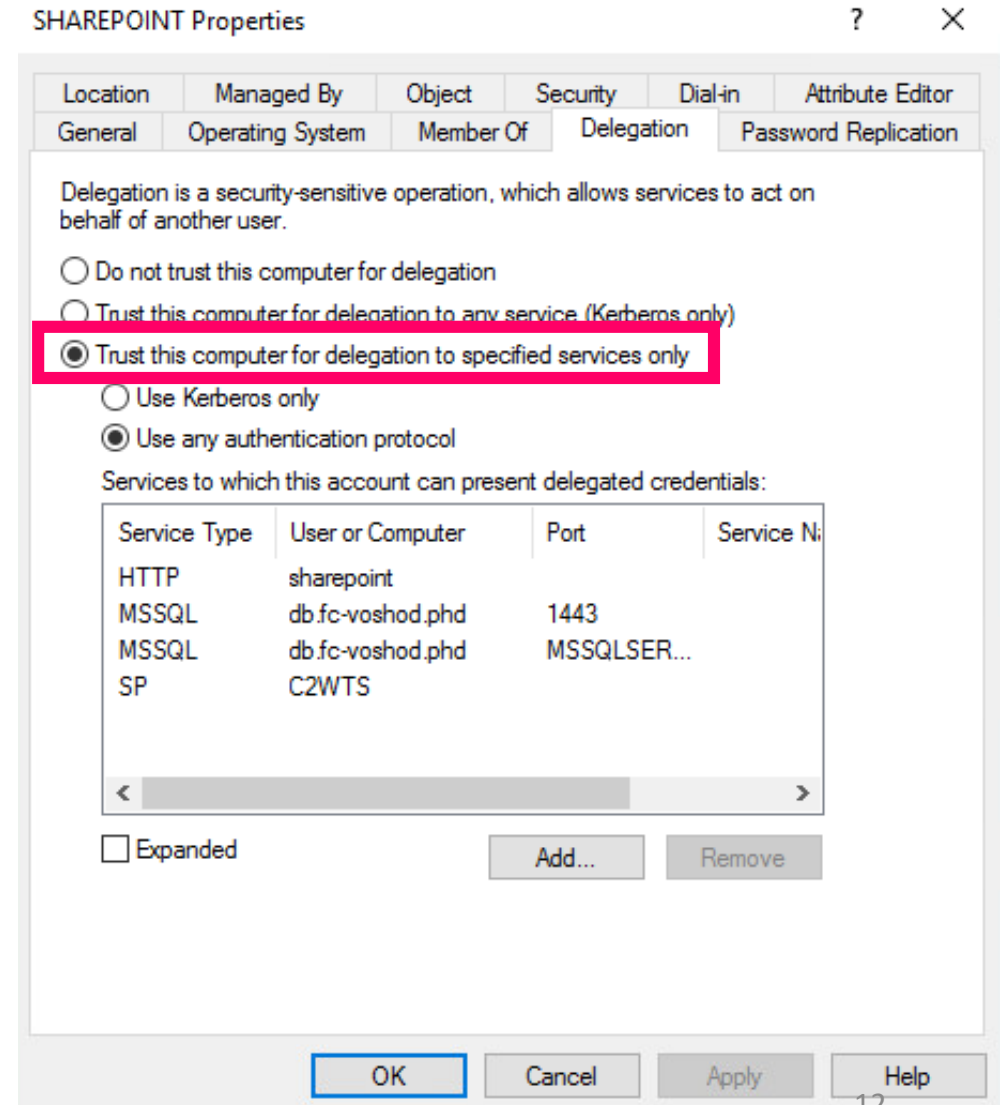 SHAREPOINT Properties ? ×
Location Managed By Object Security Dial-in Attribute Editor
General Operating System Member Of Delegation Password Replication
Delegation is a security-sensitive operation, which allows services to act on
behalf of another user.
Do not trust this computer for delegation
Trust this computer for delegation to any service (Kerberos only)
Trust this computer for delegation to specified services only
Use Kerberos only
Use any authentication protocol
Services to which this account can present delegated credentials:
Service Type User or Computer Port Service
HTTP sharepoint
MSSQL db.fc-voshod.phd 1443
MSSQL db.fc-voshod.phd MSSQLSER...
SP C2WTS
Expanded
Add... Remove
OK Cancel Apply Help
12